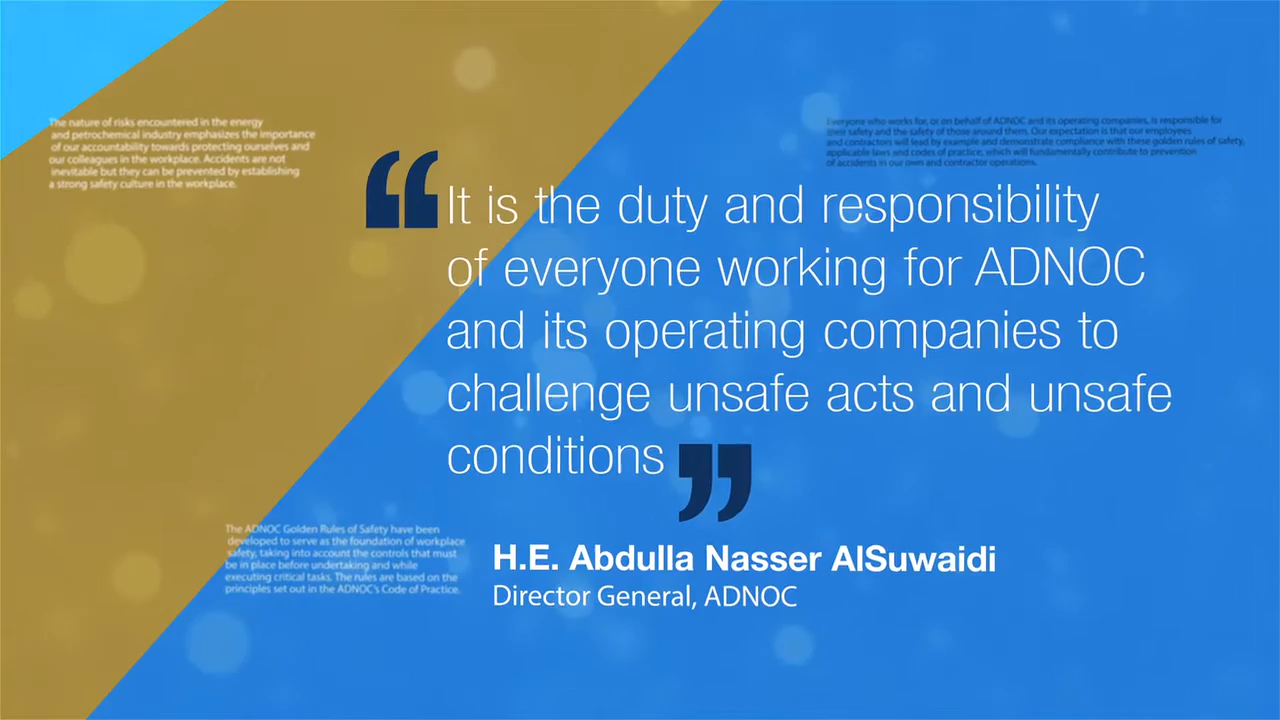 The nature of risks encountered in the energy
and petrochemical industry emphasizes the importance
of our accountability towards protecting ourselves and
our colleagues in the workplace. Accidents are not
inevitable but they can be prevented by establishing
a strong safety culture in the workplace.
Everyone who works for, or on behalf of ADNOC and its operating companies, is responsible for
their safety and the safety of those around them. Our expectation is that our employees
and contractors will lead by example and demonstrate compliance with these golden rules of safety,
applicable laws and codes of practice, which will fundamentally contribute to prevention
of accidents in our own and contractor operations.
“It is the duty and responsibility
of everyone working for ADNOC
and its operating companies to
challenge unsafe acts and unsafe
conditions”
The ADNOC Golden Rules of Safety have been
developed to serve as the foundation of workplace
safety, taking into account the controls that must
be in place before undertaking and while
executing critical tasks. The rules are based on the
principles set out in the ADNOC's Code of Practice.
H.E. Abdulla Nasser AlSuwaidi
Director General, ADNOC